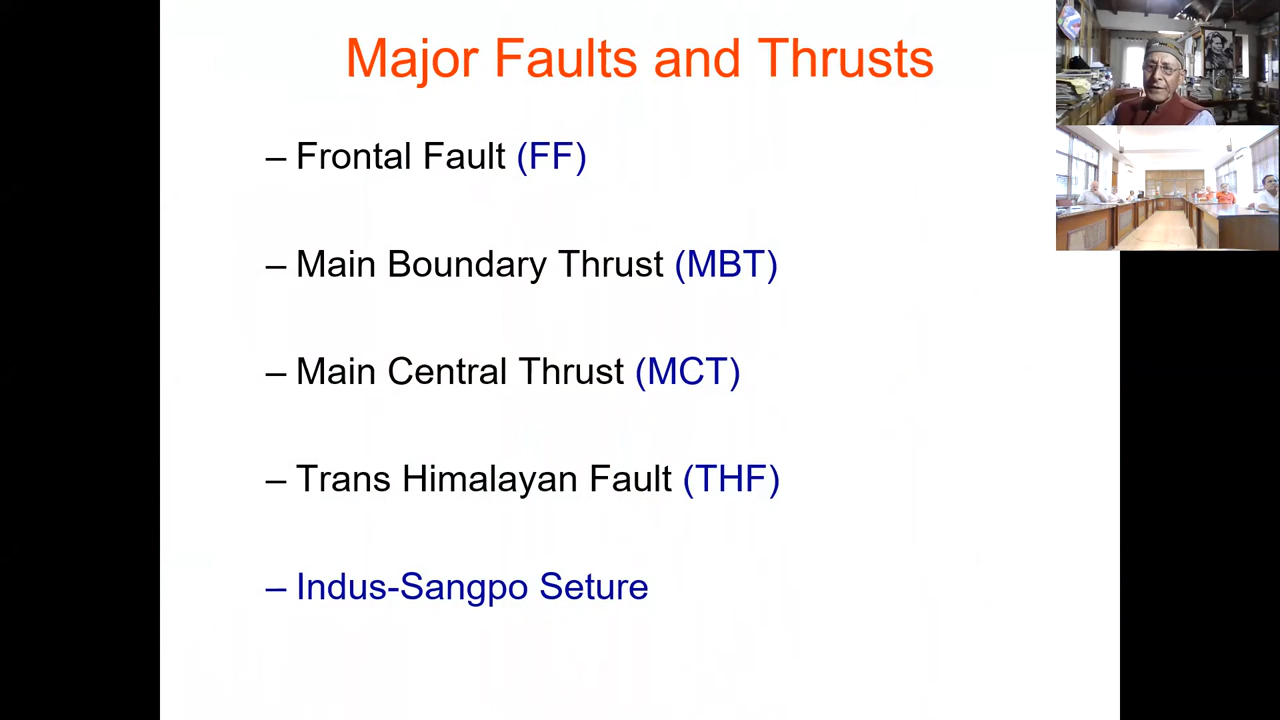 Major Faults and Thrusts
– Frontal Fault (FF)
– Main Boundary Thrust (MBT)
– Main Central Thrust (MCT)
– Trans Himalayan Fault (THF)
– Indus-Sangpo Seture